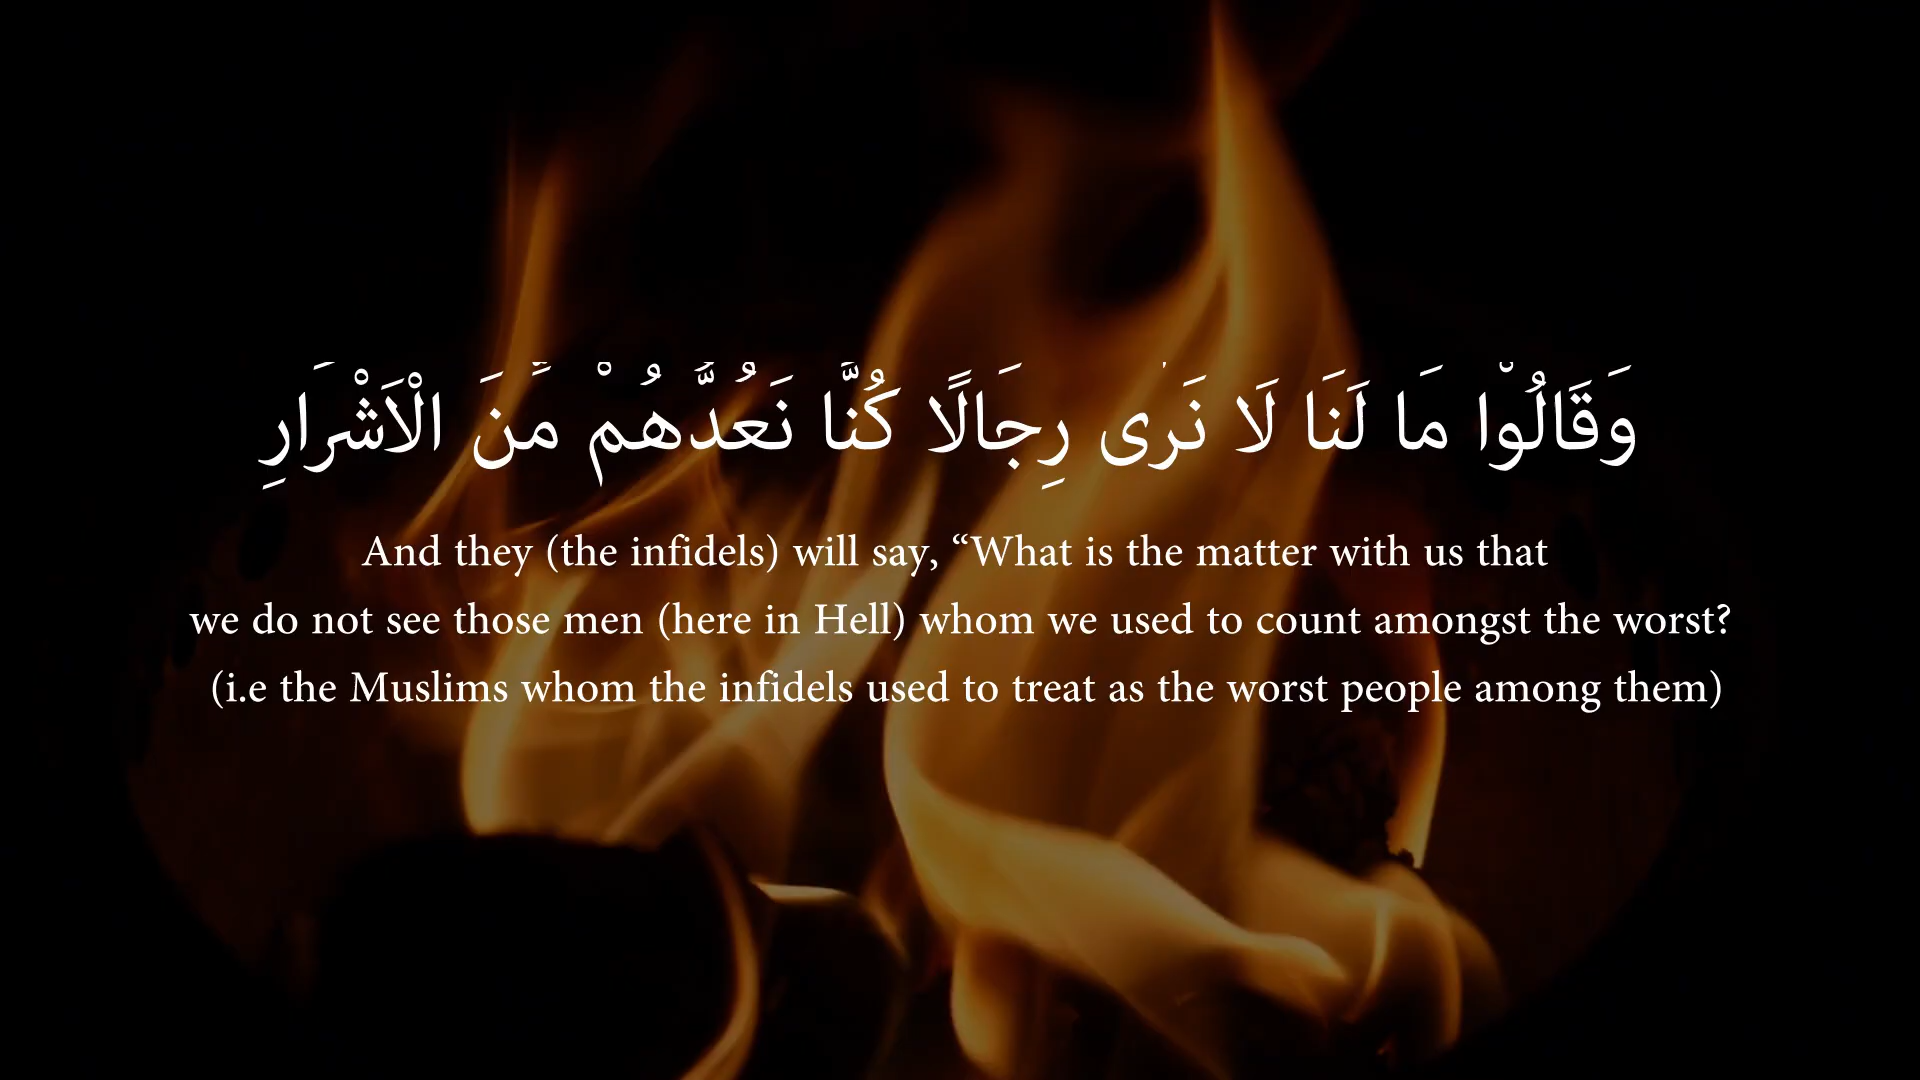 وَقَالُوْا مَا لَنَا لَا نَرٰى رِجَالًا كُنَّا نَعُدُّهُمْ مِّنَ الْاَشْرَارِ
And they (the infidels) will say, “What is the matter with us that
we do not see those men (here in Hell) whom we used to count amongst the worst?
(i.e the Muslims whom the infidels used to treat as the worst people among them)